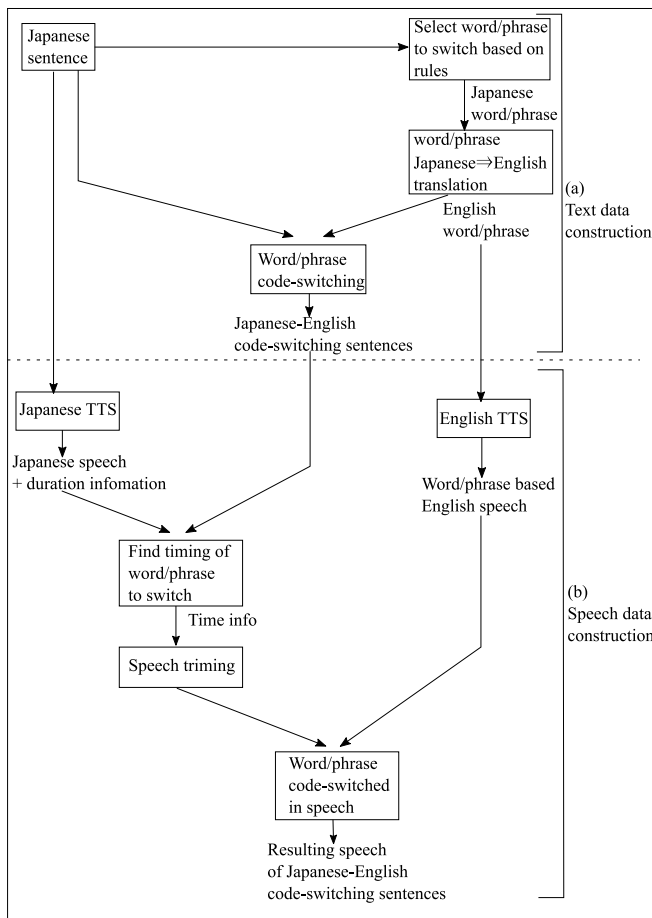 Japanese
sentence
Select word/phrase
to switch based on
rules
Japanese
word/phrase
word/phrase
Japanese⇒English
translation
English
word/phrase
(a)
Text data
construction
Word/phrase
code-switching
Japanese-English
code-switching sentences
Japanese TTS
English TTS
Japanese speech
+ duration infomation
Word/phrase based
English speech
Find timing of
word/phrase
to switch
(b)
Speech data
construction
Time info
Speech triming
Word/phrase
code-switched
in speech
Resulting speech
of Japanese-English
code-switching sentences